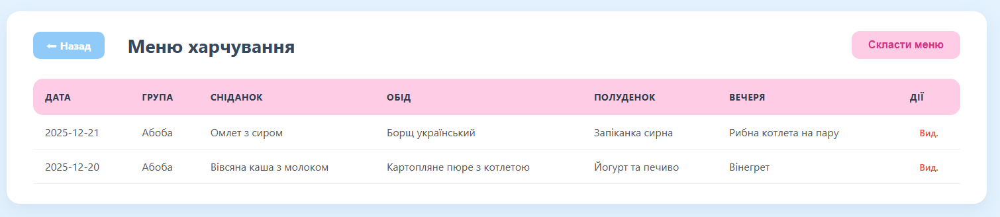 ⬅ Назад Меню харчування Скласти меню
ДАТА ГРУПА СНІДАНОК ОБІД ПОЛУДЕНОК ВЕЧЕРЯ ДІЇ
2025-12-21 Абоба Омлет з сиром Борщ український Запіканка сирна Рибна котлета на пару Вид.
2025-12-20 Абоба Вівсяна каша з молоком Картопляне пюре з котлетою Йогурт та печиво Вінегрет Вид.